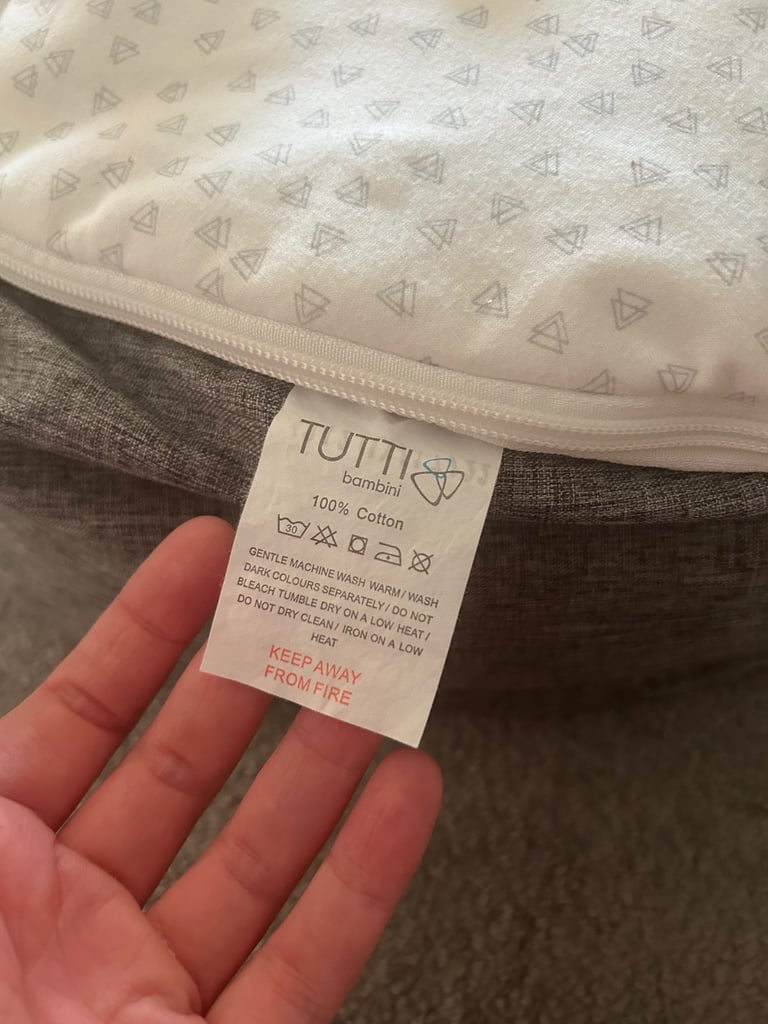 TUTTI
bambini
100% Cotton
30
GENTLE MACHINE WASH WARM/ WASH
DARK COLOURS SEPARATELY/ DO NOT
BLEACH TUMBLE DRY ON A LOW HEAT/
DO NOT DRY CLEAN/ IRON ON A LOW
HEAT
KEEP AWAY
FROM FIRE